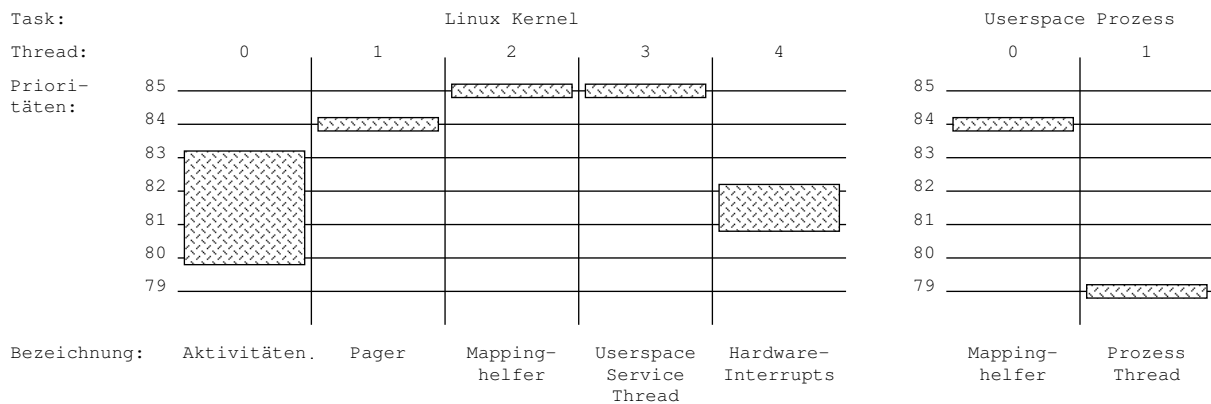 Task: Linux Kernel Userspace Prozess
Thread: 0 1 2 3 4 0 1
Priori-
täten:
85 85
84 84
83 83
82 82
81 81
80 80
79 79
Bezeichnung: Aktivitäten. Pager Mapping- Userspace Hardware- Mapping- Prozess
helfer Service Interrupts helfer Thread
Thread